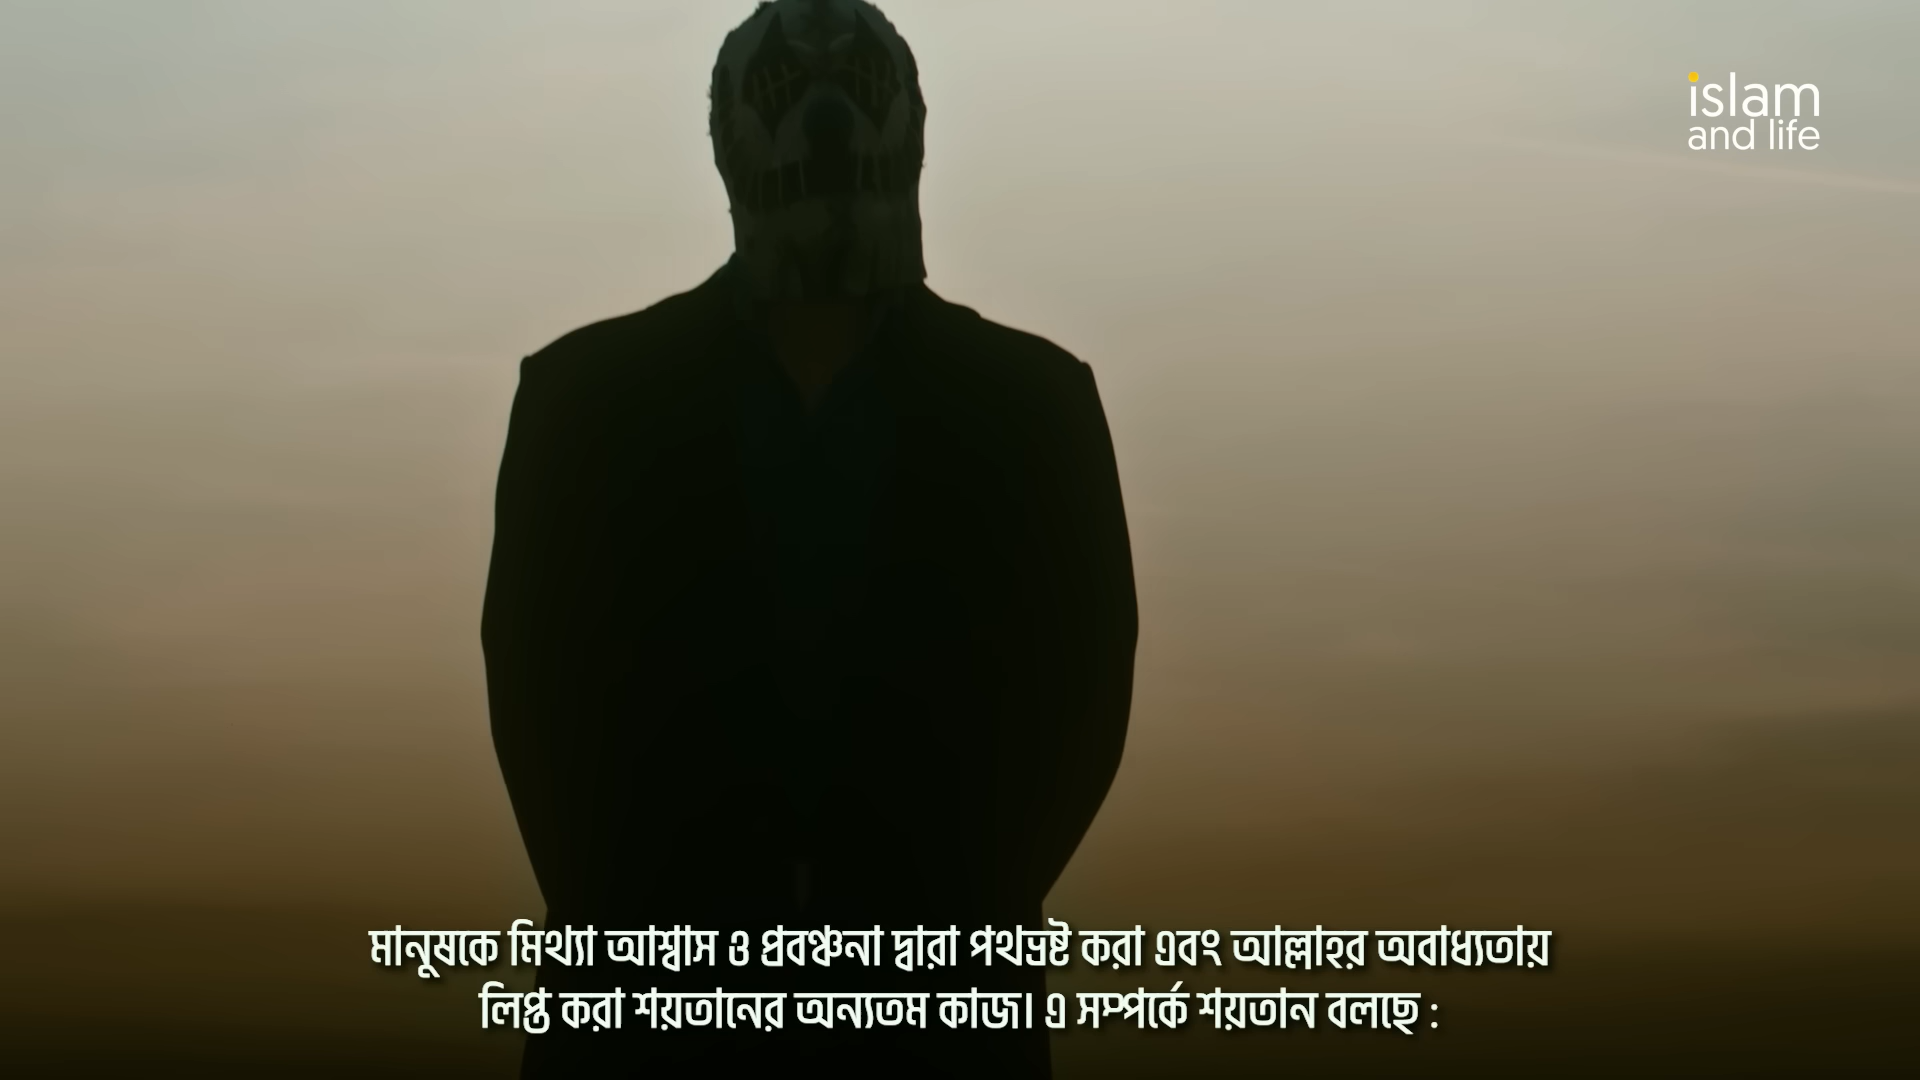 islam
and life
মানুষকে মিথ্যা আশ্বাস ও প্রবঞ্চনা দ্বারা পথভ্রষ্ট করা এবং আল্লাহর অবাধ্যতায়
লিপ্ত করা শয়তানের অন্যতম কাজ। এ সম্পর্কে শয়তান বলছে :